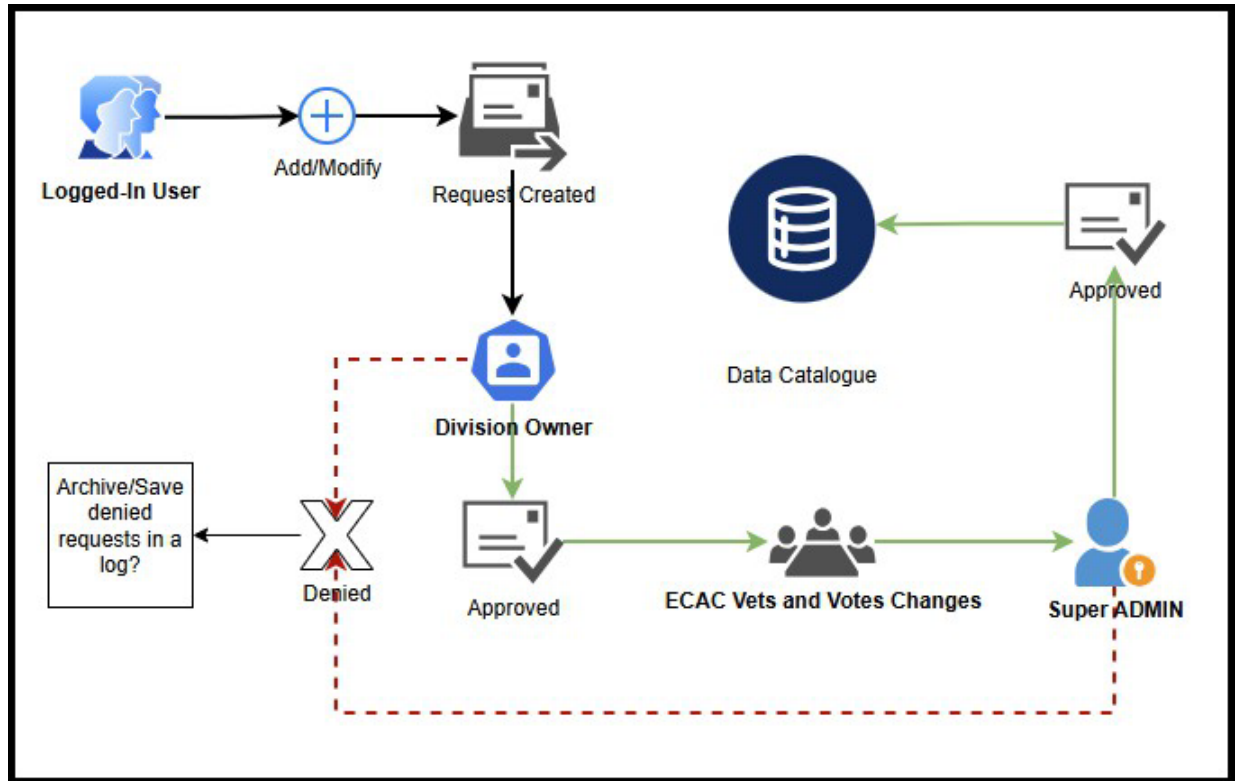 Logged-In User
Add/Modify
Request Created
Approved
Data Catalogue
Division Owner
Archive/Save
denied
requests in a
log?
Denied
Approved
ECAC Vets and Votes Changes
Super ADMIN